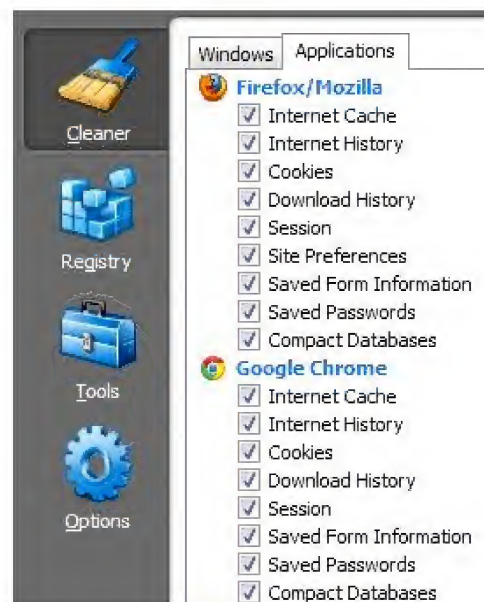 Cleaner
Registry
Tools
Options
Windows Applications
Firefox/Mozilla
Internet Cache
Internet History
Cookies
Download History
Session
Site Preferences
Saved Form Information
Saved Passwords
Compact Databases
Google Chrome
Internet Cache
Internet History
Cookies
Download History
Session
Saved Form Information
Saved Passwords
Compact Databases